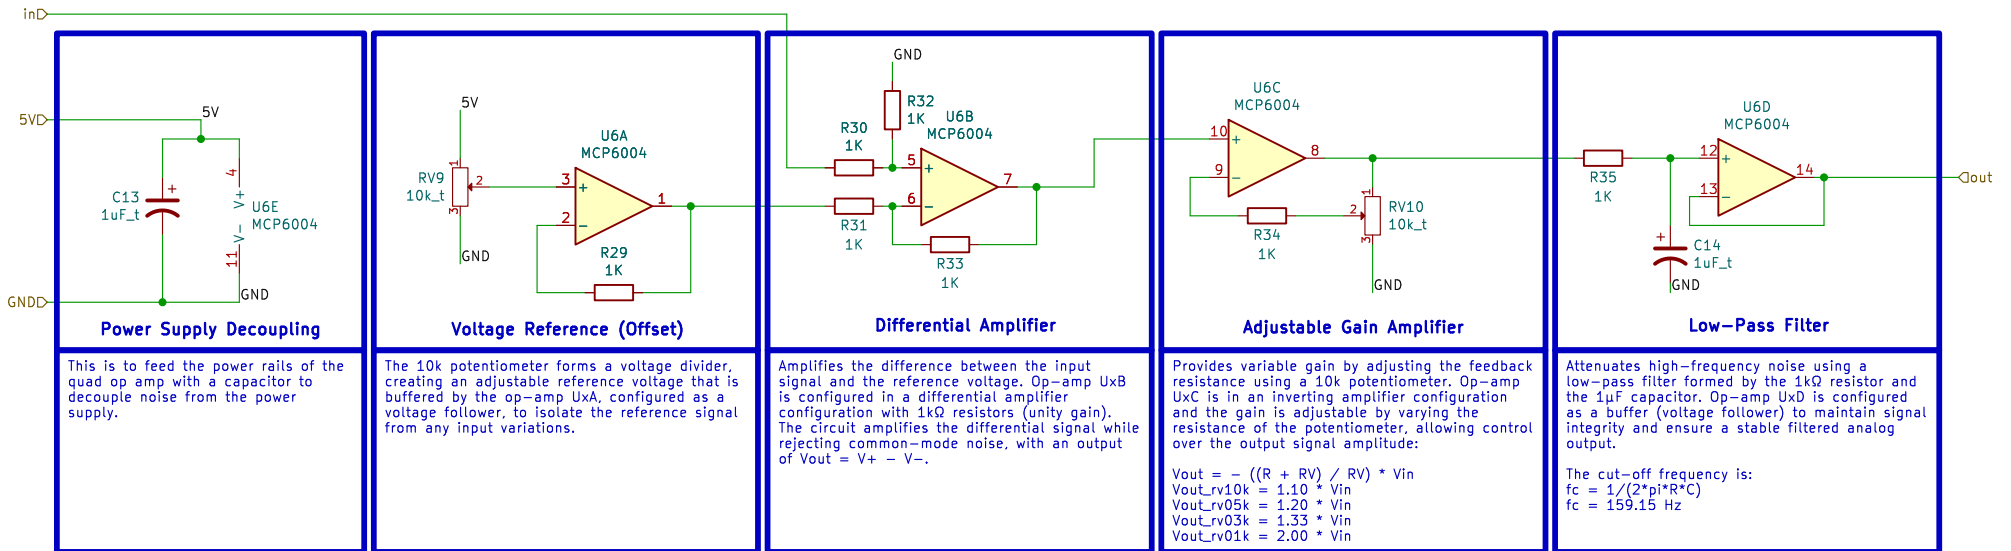 in
5V
GND
5V
C13
1uF_t
4
V+
U6E
MCP6004
V-
11
GND
Power Supply Decoupling
This is to feed the power rails of the
quad op amp with a capacitor to
decouple noise from the power
supply.
5V
RV9
10k_t
1
2
3
GND
U6A
MCP6004
3
+
2
-
1
R29
1K
Voltage Reference (Offset)
The 10k potentiometer forms a voltage divider,
creating an adjustable reference voltage that is
buffered by the op-amp UxA, configured as a
voltage follower, to isolate the reference signal
from any input variations.
GND
R32
1K
R30
1K
R31
1K
U6B
MCP6004
5
+
6
-
7
R33
1K
Differential Amplifier
Amplifies the difference between the input
signal and the reference voltage. Op-amp UxB
is configured in a differential amplifier
configuration with 1kΩ resistors (unity gain).
The circuit amplifies the differential signal while
rejecting common-mode noise, with an output
of Vout = V+ - V-.
U6C
MCP6004
10
+
9
-
8
R34
1K
1
2
3
RV10
10k_t
GND
Adjustable Gain Amplifier
Provides variable gain by adjusting the feedback
resistance using a 10k potentiometer. Op-amp
UxC is in an inverting amplifier configuration
and the gain is adjustable by varying the
resistance of the potentiometer, allowing control
over the output signal amplitude:
Vout = - ((R + RV) / RV) * Vin
Vout_rv10k = 1.10 * Vin
Vout_rv05k = 1.20 * Vin
Vout_rv03k = 1.33 * Vin
Vout_rv01k = 2.00 * Vin
R35
1K
U6D
MCP6004
12
+
13
-
14
+
C14
1uF_t
GND
out
Low-Pass Filter
Attenuates high-frequency noise using a
low-pass filter formed by the 1kΩ resistor and
the 1µF capacitor. Op-amp UxD is configured
as a buffer (voltage follower) to maintain signal
integrity and ensure a stable filtered analog
output.
The cut-off frequency is:
fc = 1/(2*pi*R*C)
fc = 159.15 Hz